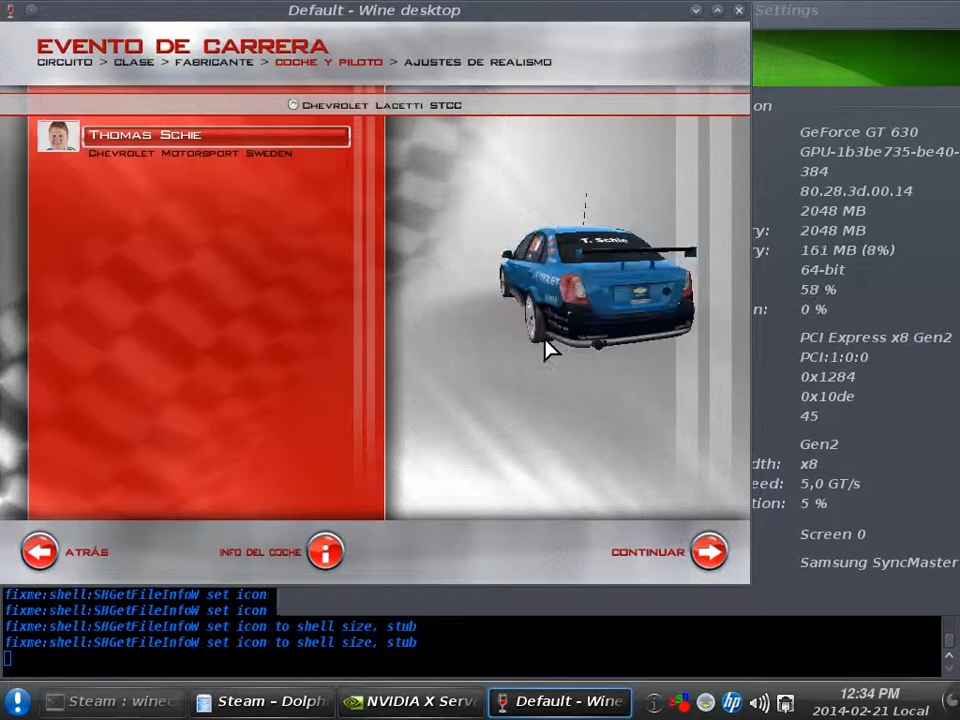 Default - Wine desktop
Settings
EVENTO DE CARRERA
CIRCUITO > CLASE > FABRICANTE > COCHE Y PILOTO > AJUSTES DE REALISMO
CHEVROLET LACETTI STCC
on
THOMAS SCHIE
CHEVROLET MOTORSPORT SWEDEN
T. Schie
GeForce GT 630
GPU-1b3be735-be40-
384
80.28.3d.00.14
2048 MB
ry: 2048 MB
ry: 161 MB (8%)
64-bit
58 %
n: 0 %
PCI Express x8 Gen2
PCI:1:0:0
0x1284
0x10de
45
Gen2
dth: x8
eed: 5,0 GT/s
tion: 5 %
Screen 0
Samsung SyncMaster
ATRÁS
INFO DEL COCHE
CONTINUAR
fixme:shell:SHGetFileInfoW set icon
fixme:shell:SHGetFileInfoW set icon
fixme:shell:SHGetFileInfoW set icon to shell size, stub
fixme:shell:SHGetFileInfoW set icon to shell size, stub
Steam : winec
Steam – Dolph
NVIDIA X Serv
Default - Wine
hp
12:34 PM
2014-02-21 Local